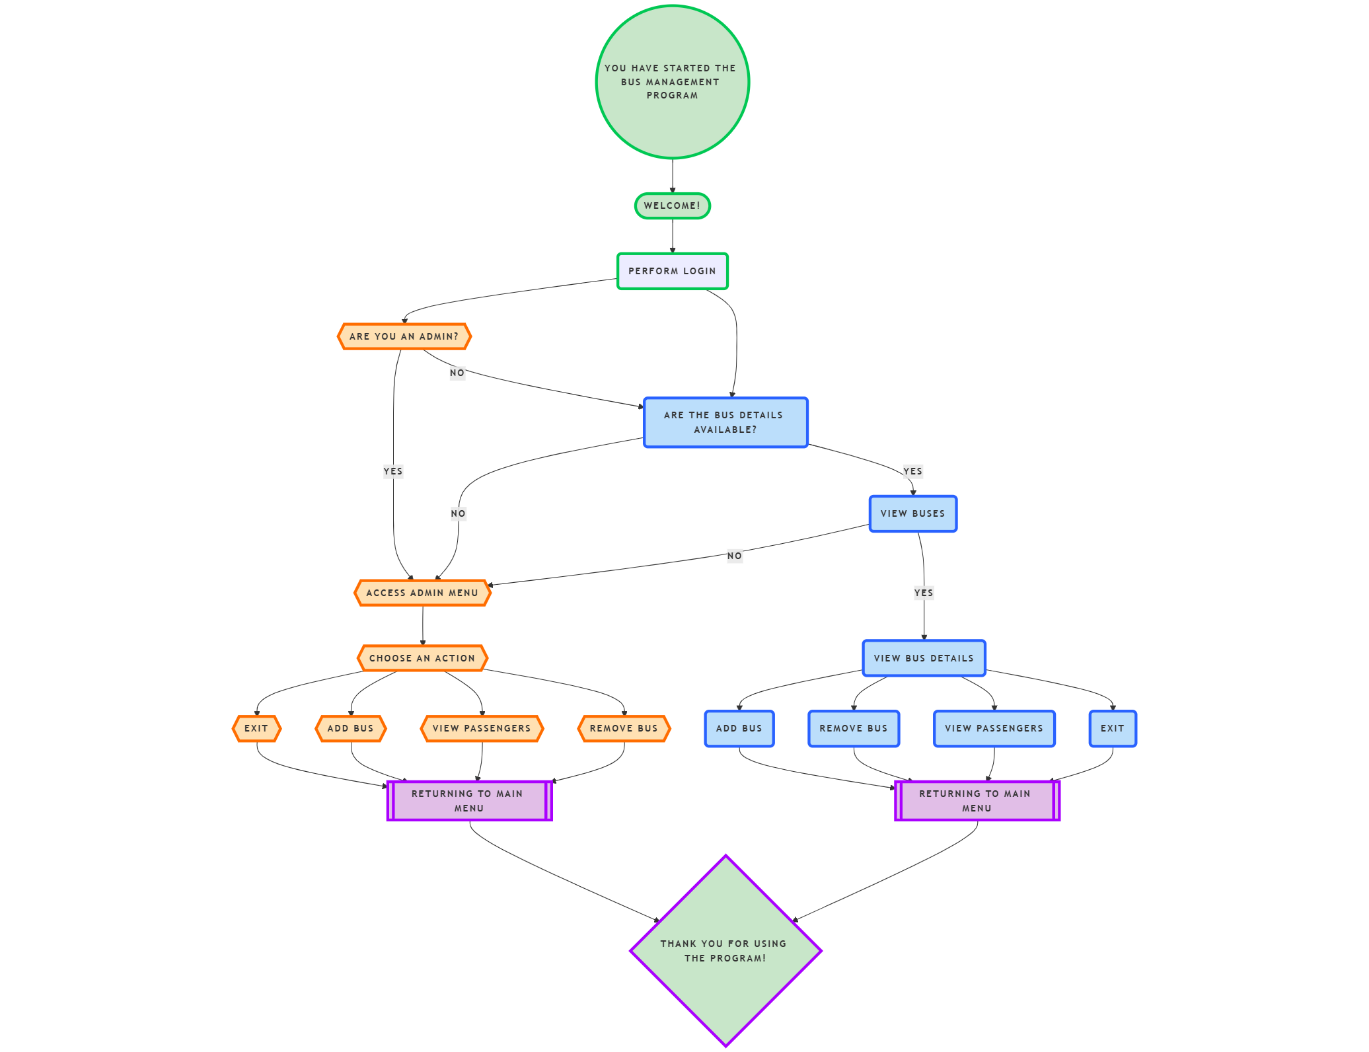 YOU HAVE STARTED THE
BUS MANAGEMENT
PROGRAM
WELCOME!
PERFORM LOGIN
ARE YOU AN ADMIN?
NO
ARE THE BUS DETAILS
AVAILABLE?
YES
YES
NO
VIEW BUSES
NO
ACCESS ADMIN MENU
YES
CHOOSE AN ACTION
VIEW BUS DETAILS
EXIT
ADD BUS
VIEW PASSENGERS
REMOVE BUS
ADD BUS
REMOVE BUS
VIEW PASSENGERS
EXIT
RETURNING TO MAIN
MENU
RETURNING TO MAIN
MENU
THANK YOU FOR USING
THE PROGRAM!